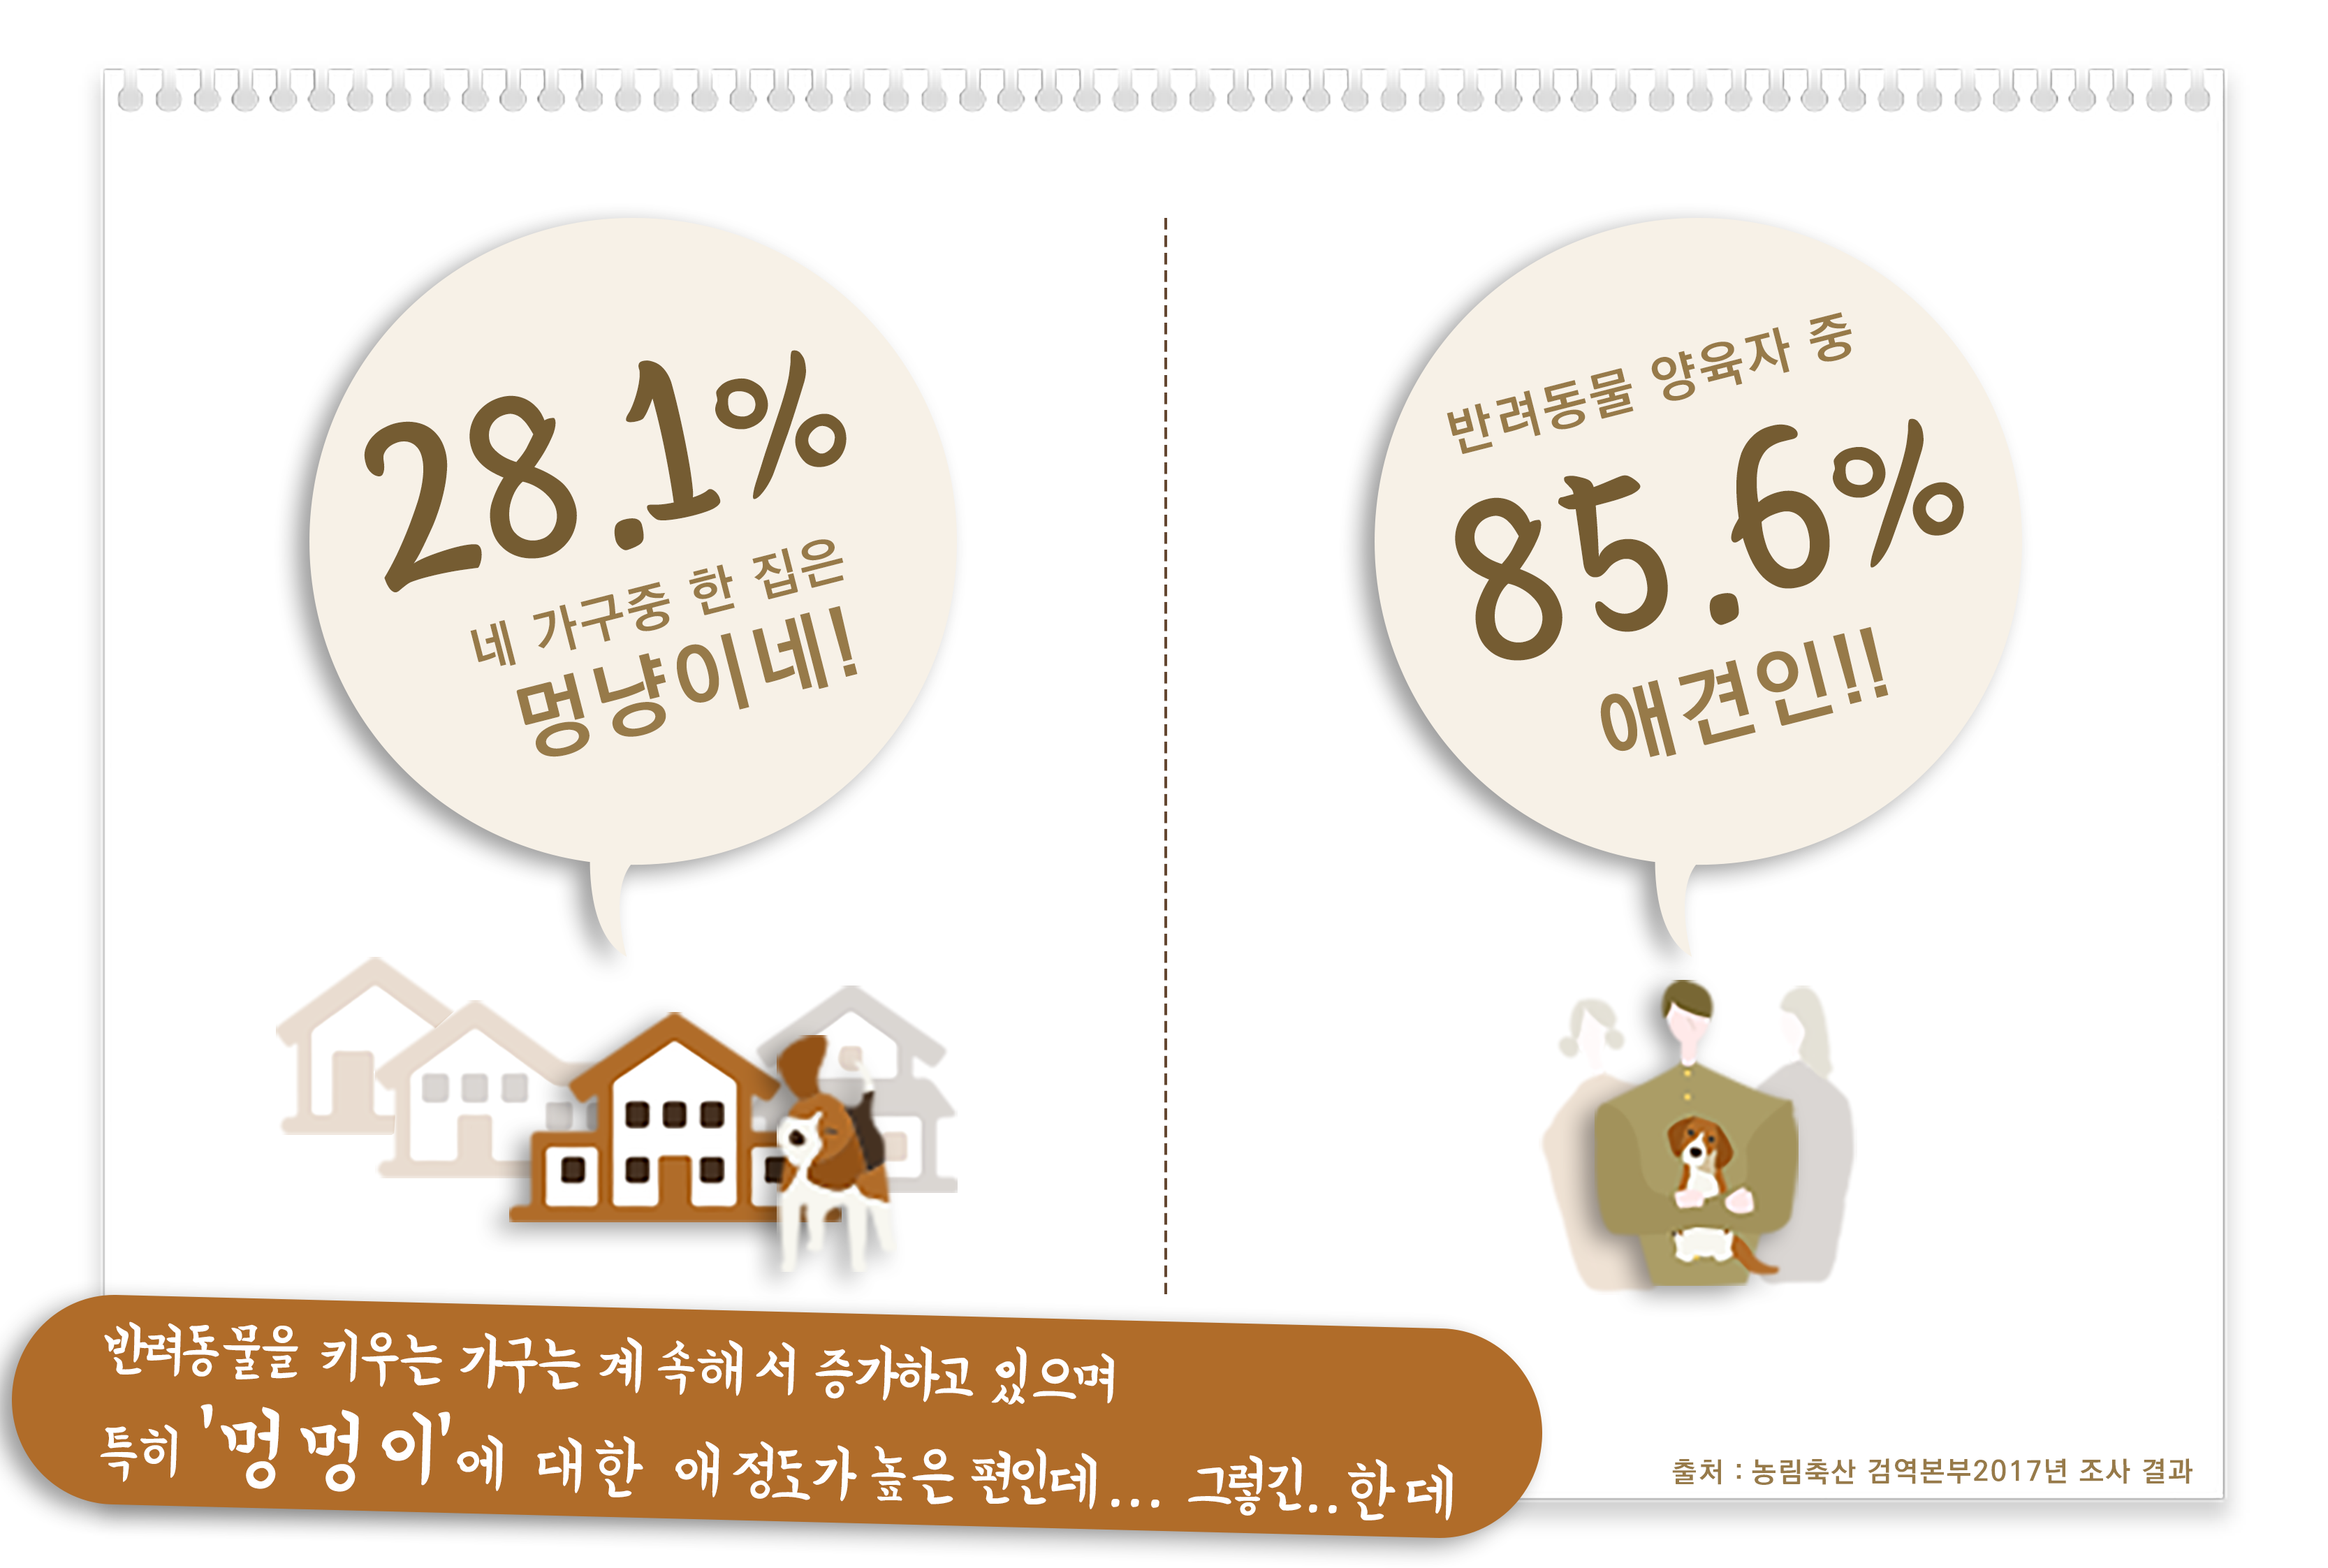 28.1%
네 가구중 한 집은
멍냥이네!
반려동물 양육자 중
85.6%
애견인!!
반려동물을 키우는 가구는 계속해서 증가하고 있으며
특히 '멍멍이'에 대한 애정도가 높은 편인데... 그렇긴..한데
출처 : 농림축산 검역본부2017년 조사 결과